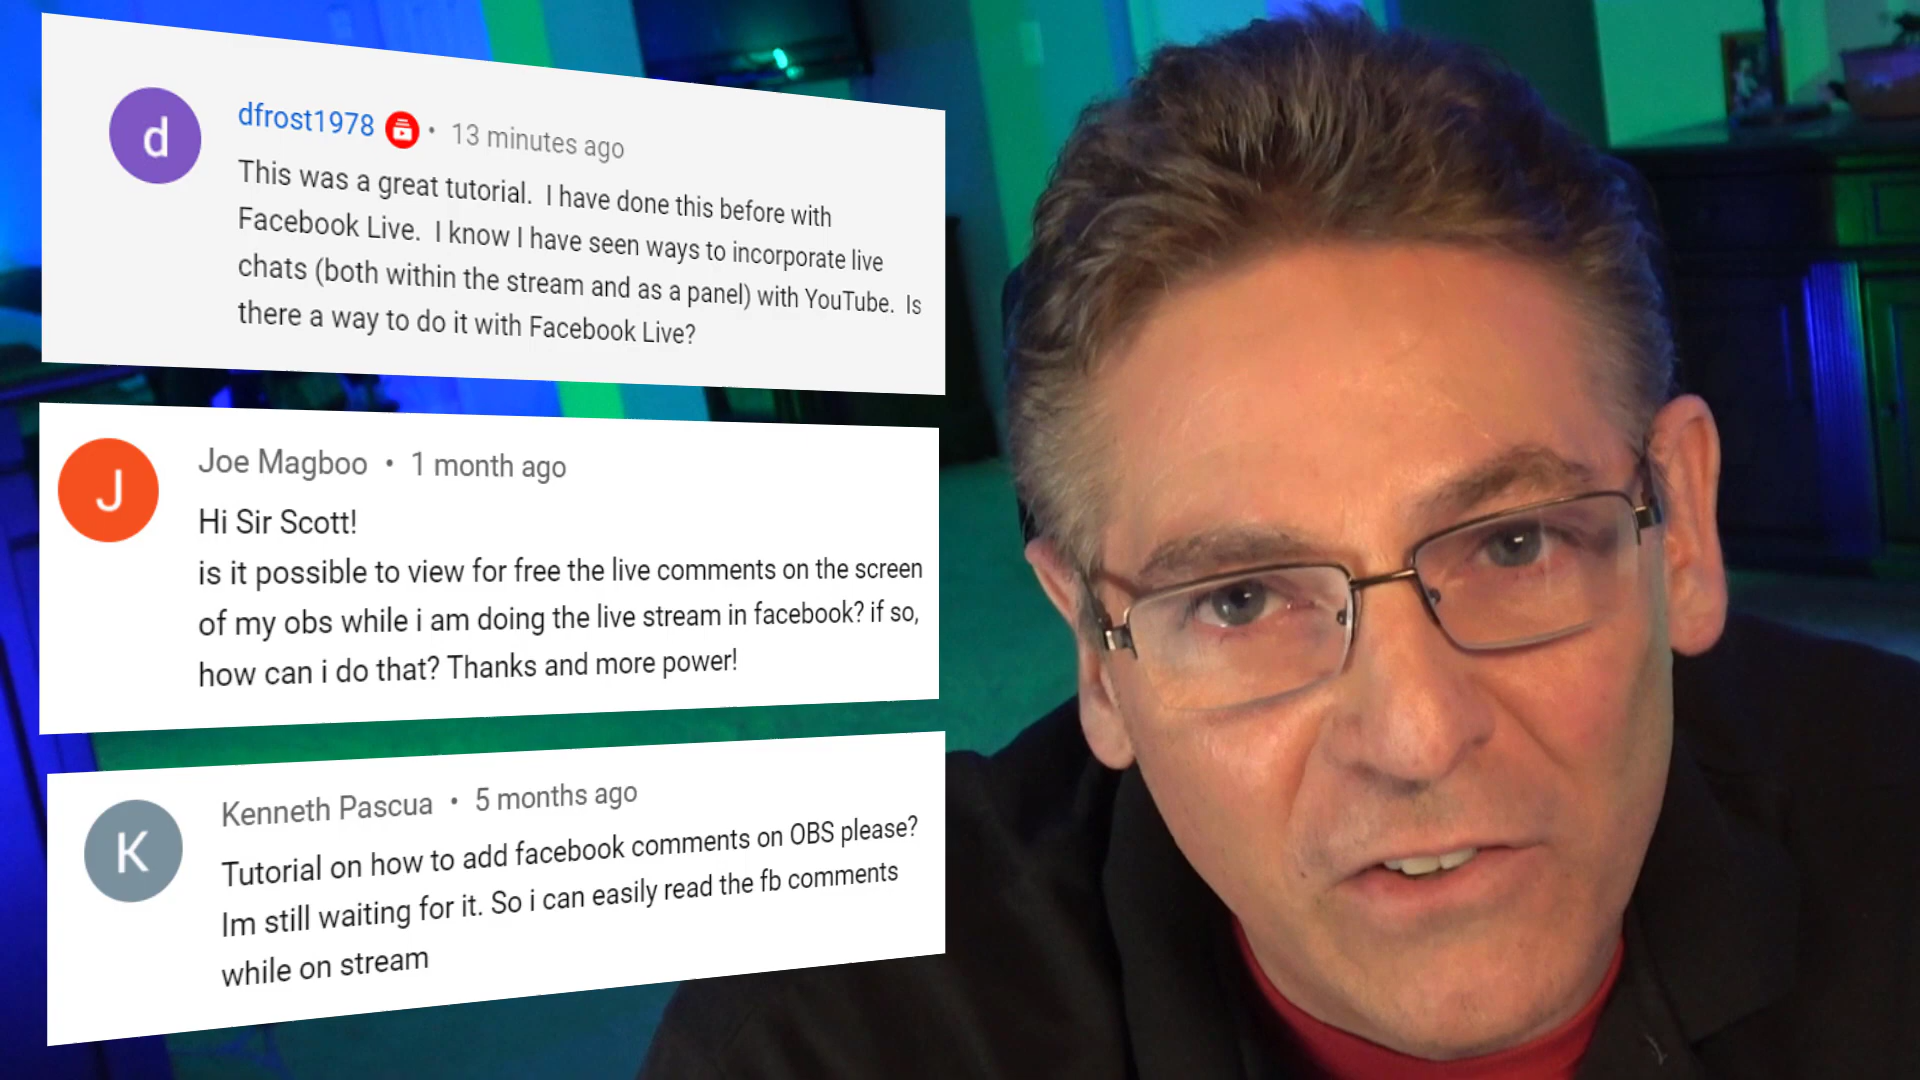 d
dfrost1978 • 13 minutes ago
This was a great tutorial. I have done this before with
Facebook Live. I know I have seen ways to incorporate live
chats (both within the stream and as a panel) with YouTube. Is
there a way to do it with Facebook Live?
J
Joe Magboo • 1 month ago
Hi Sir Scott!
is it possible to view for free the live comments on the screen
of my obs while i am doing the live stream in facebook? if so,
how can i do that? Thanks and more power!
K
Kenneth Pascua • 5 months ago
Tutorial on how to add facebook comments on OBS please?
Im still waiting for it. So i can easily read the fb comments
while on stream